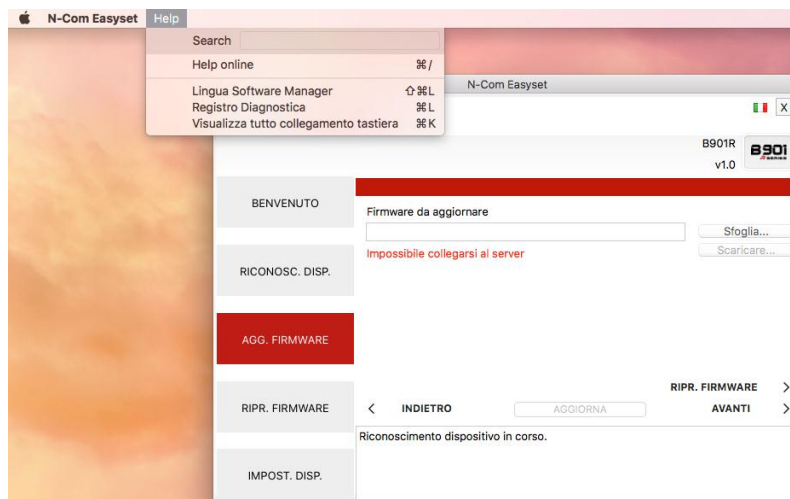 N-Com Easyset Help
Search
Help online ⌘/
Lingua Software Manager ⇧⌘L
Registro Diagnostica ⌘L
Visualizza tutto collegamento tastiera ⌘K
N-Com Easyset
X
B901R
v1.0
B901
R SERIES
BENVENUTO
Firmware da aggiornare
Sfoglia...
Impossibile collegarsi al server
Scaricare...
RICONOSC. DISP.
AGG. FIRMWARE
RIPR. FIRMWARE >
RIPR. FIRMWARE
< INDIETRO AGGIORNA AVANTI >
Riconoscimento dispositivo in corso.
IMPOST. DISP.